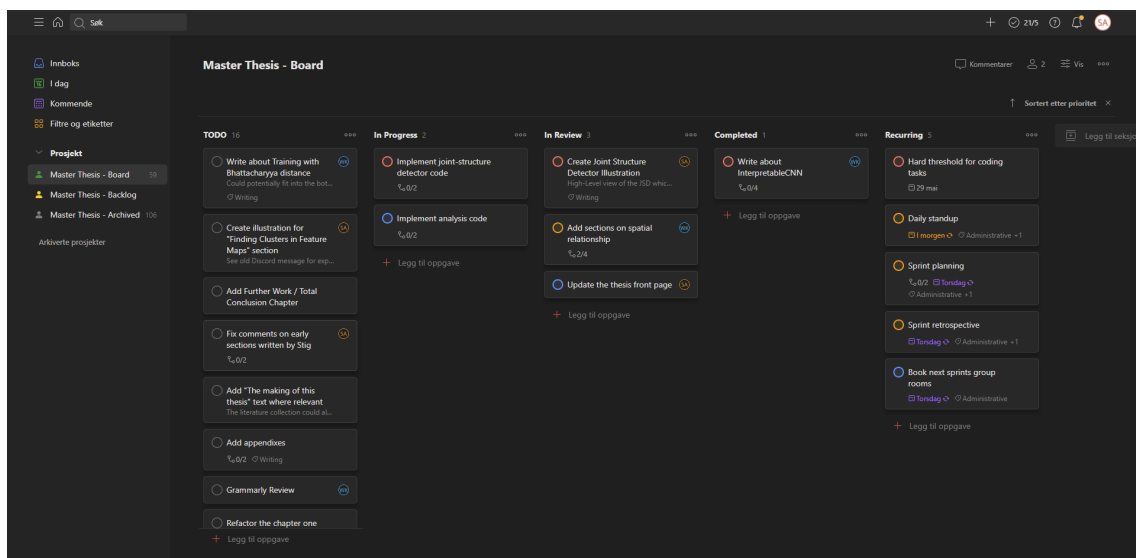 Søk
21/5
SA
Innboks
I dag
Kommende
Filtre og etiketter
Prosjekt
Master Thesis - Board 59
Master Thesis - Backlog
Master Thesis - Archived 106
Arkiverte prosjekter
Master Thesis - Board
Kommentarer
2
Vis
Sortert etter prioritet
TODO 16
Write about Training with
Bhattacharyya distance
WK
Could potentially fit into the bot...
Writing
Create illustration for
"Finding Clusters in Feature
Maps" section
SA
See old Discord message for exp...
Add Further Work / Total
Conclusion Chapter
Fix comments on early
sections written by Stig
SA
0/2
Add "The making of this
thesis" text where relevant
The literature collection could al...
Add appendixes
0/2 Writing
Grammarly Review
WK
Refactor the chapter one
Legg til oppgave
In Progress 2
Implement joint-structure
detector code
0/2
Implement analysis code
0/2
Legg til oppgave
In Review 3
Create Joint Structure
Detector Illustration
SA
High-Level view of the JSD whic...
Writing
Add sections on spatial
relationship
WK
2/4
Update the thesis front page
SA
Legg til oppgave
Completed 1
Write about
InterpretableCNN
WK
0/4
Legg til oppgave
Recurring 5
Hard threshold for coding
tasks
29 mai
Daily standup
I morgen Administrative +1
Sprint planning
0/2 Torsdag
Administrative +1
Sprint retrospective
Torsdag Administrative +1
Book next sprints group
rooms
Torsdag Administrative
Legg til oppgave
Legg til seksjo